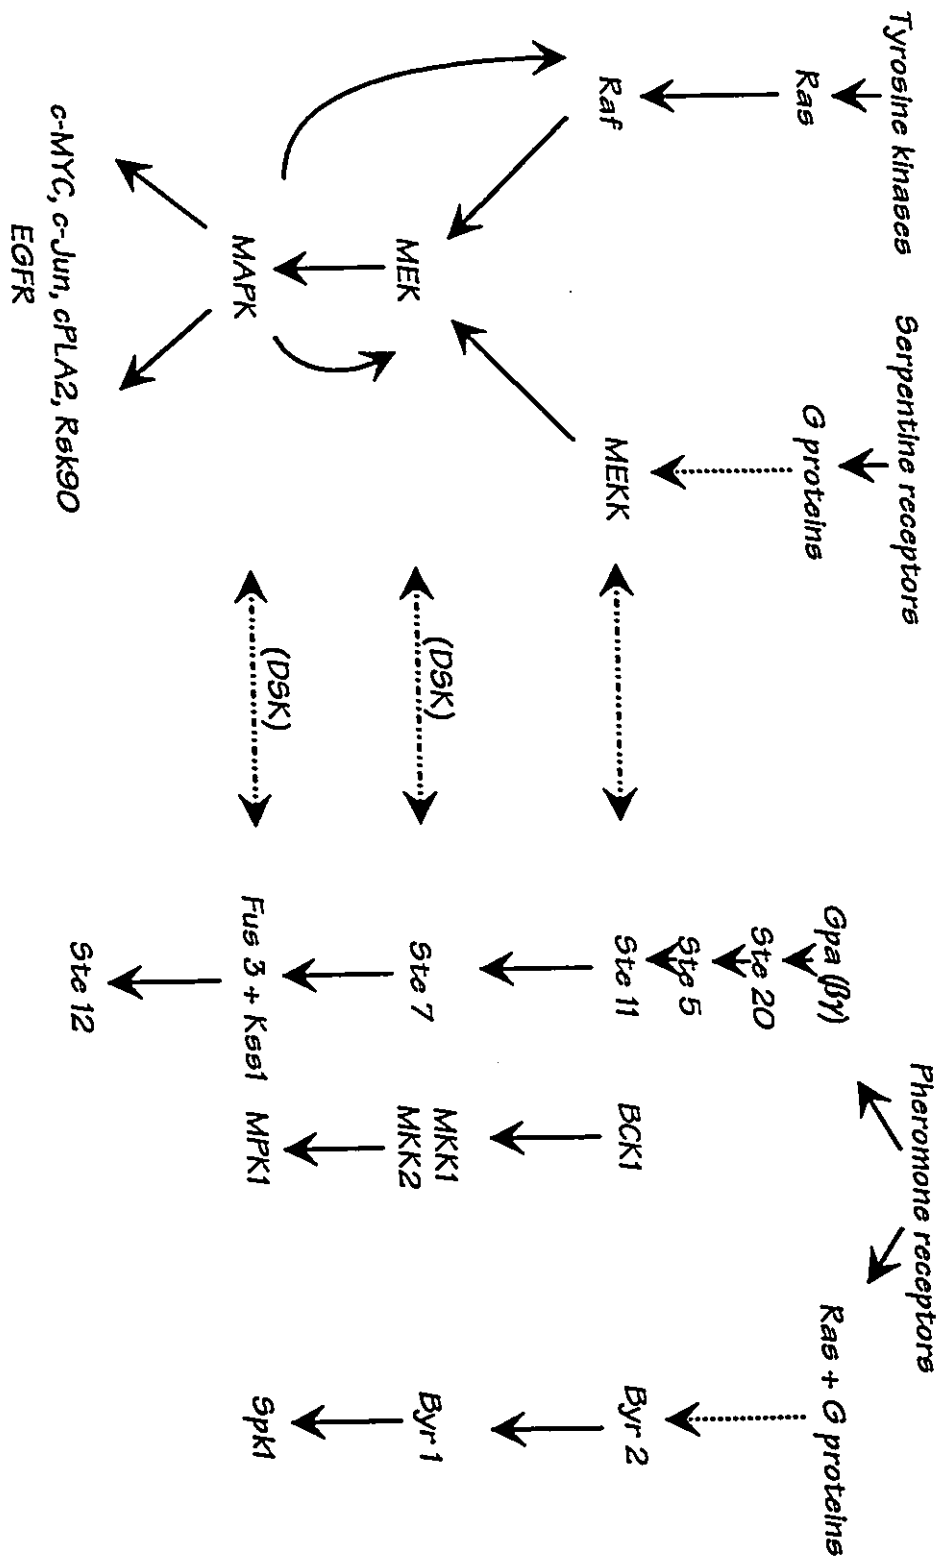 Tyrosine kinases
Serpentine receptors
Pheromone receptors
Ras
G proteins
Gpa (βγ)
Ras + G proteins
Ste 20
Ste 5
Raf
MEKK
Ste 11
BCK1
Byr 2
MEK
(DSK)
Ste 7
MKK1
MKK2
Byr 1
MAPK
(DSK)
Fus 3 + Kss1
MPK1
Spk1
c-MYC, c-Jun, cPLA2, Rsk90
EGFR
Ste 12